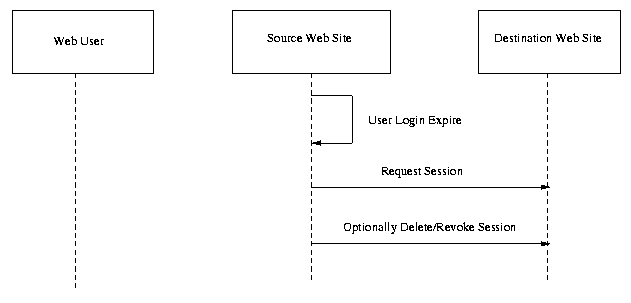 Web User
Source Web Site
Destination Web Site
User Login Expire
Request Session
Optionally Delete/Revoke Session